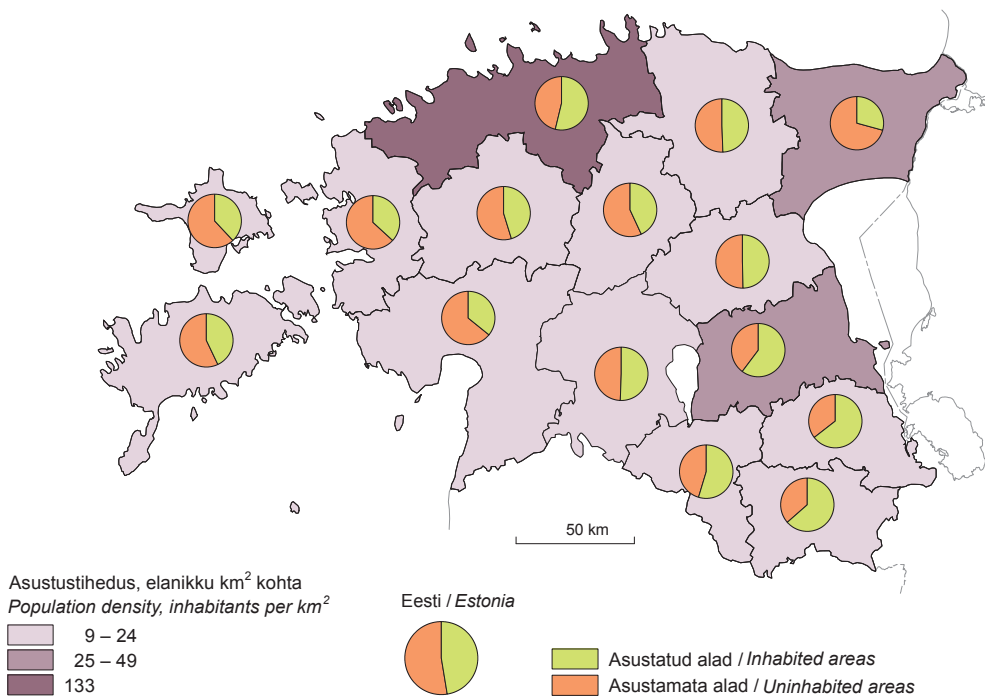 50 km
Asustustihedus, elanikku km² kohta
Population density, inhabitants per km²
9 – 24
25 – 49
133
Eesti / Estonia
Asustatud alad / Inhabited areas
Asustamata alad / Uninhabited areas